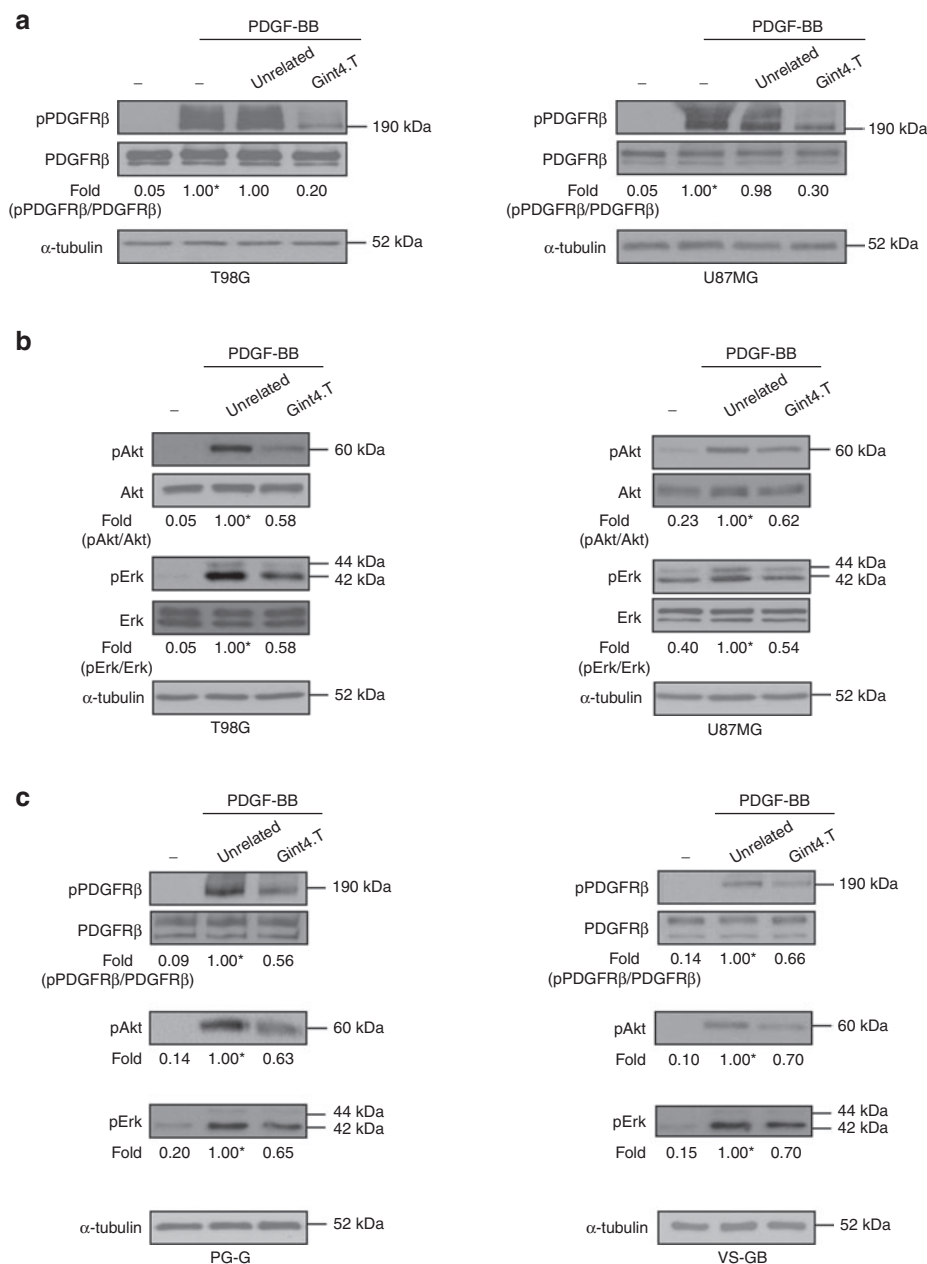 a
PDGF-BB
– – Unrelated Gint4.T
pPDGFRβ 190 kDa
PDGFRβ
Fold 0.05 1.00* 1.00 0.20
(pPDGFRβ/PDGFRβ)
α-tubulin 52 kDa
T98G
PDGF-BB
– – Unrelated Gint4.T
pPDGFRβ 190 kDa
PDGFRβ
Fold 0.05 1.00* 0.98 0.30
(pPDGFRβ/PDGFRβ)
α-tubulin 52 kDa
U87MG
b
PDGF-BB
– Unrelated Gint4.T
pAkt 60 kDa
Akt
Fold 0.05 1.00* 0.58
(pAkt/Akt)
44 kDa
pErk 42 kDa
Erk
Fold 0.05 1.00* 0.58
(pErk/Erk)
α-tubulin 52 kDa
T98G
PDGF-BB
– Unrelated Gint4.T
pAkt 60 kDa
Akt
Fold 0.23 1.00* 0.62
(pAkt/Akt)
44 kDa
pErk 42 kDa
Erk
Fold 0.40 1.00* 0.54
(pErk/Erk)
α-tubulin 52 kDa
U87MG
c
PDGF-BB
– Unrelated Gint4.T
pPDGFRβ 190 kDa
PDGFRβ
Fold 0.09 1.00* 0.56
(pPDGFRβ/PDGFRβ)
pAkt 60 kDa
Fold 0.14 1.00* 0.63
44 kDa
pErk 42 kDa
Fold 0.20 1.00* 0.65
α-tubulin 52 kDa
PG-G
PDGF-BB
– Unrelated Gint4.T
pPDGFRβ 190 kDa
PDGFRβ
Fold 0.14 1.00* 0.66
(pPDGFRβ/PDGFRβ)
pAkt 60 kDa
Fold 0.10 1.00* 0.70
44 kDa
pErk 42 kDa
Fold 0.15 1.00* 0.70
α-tubulin 52 kDa
VS-GB